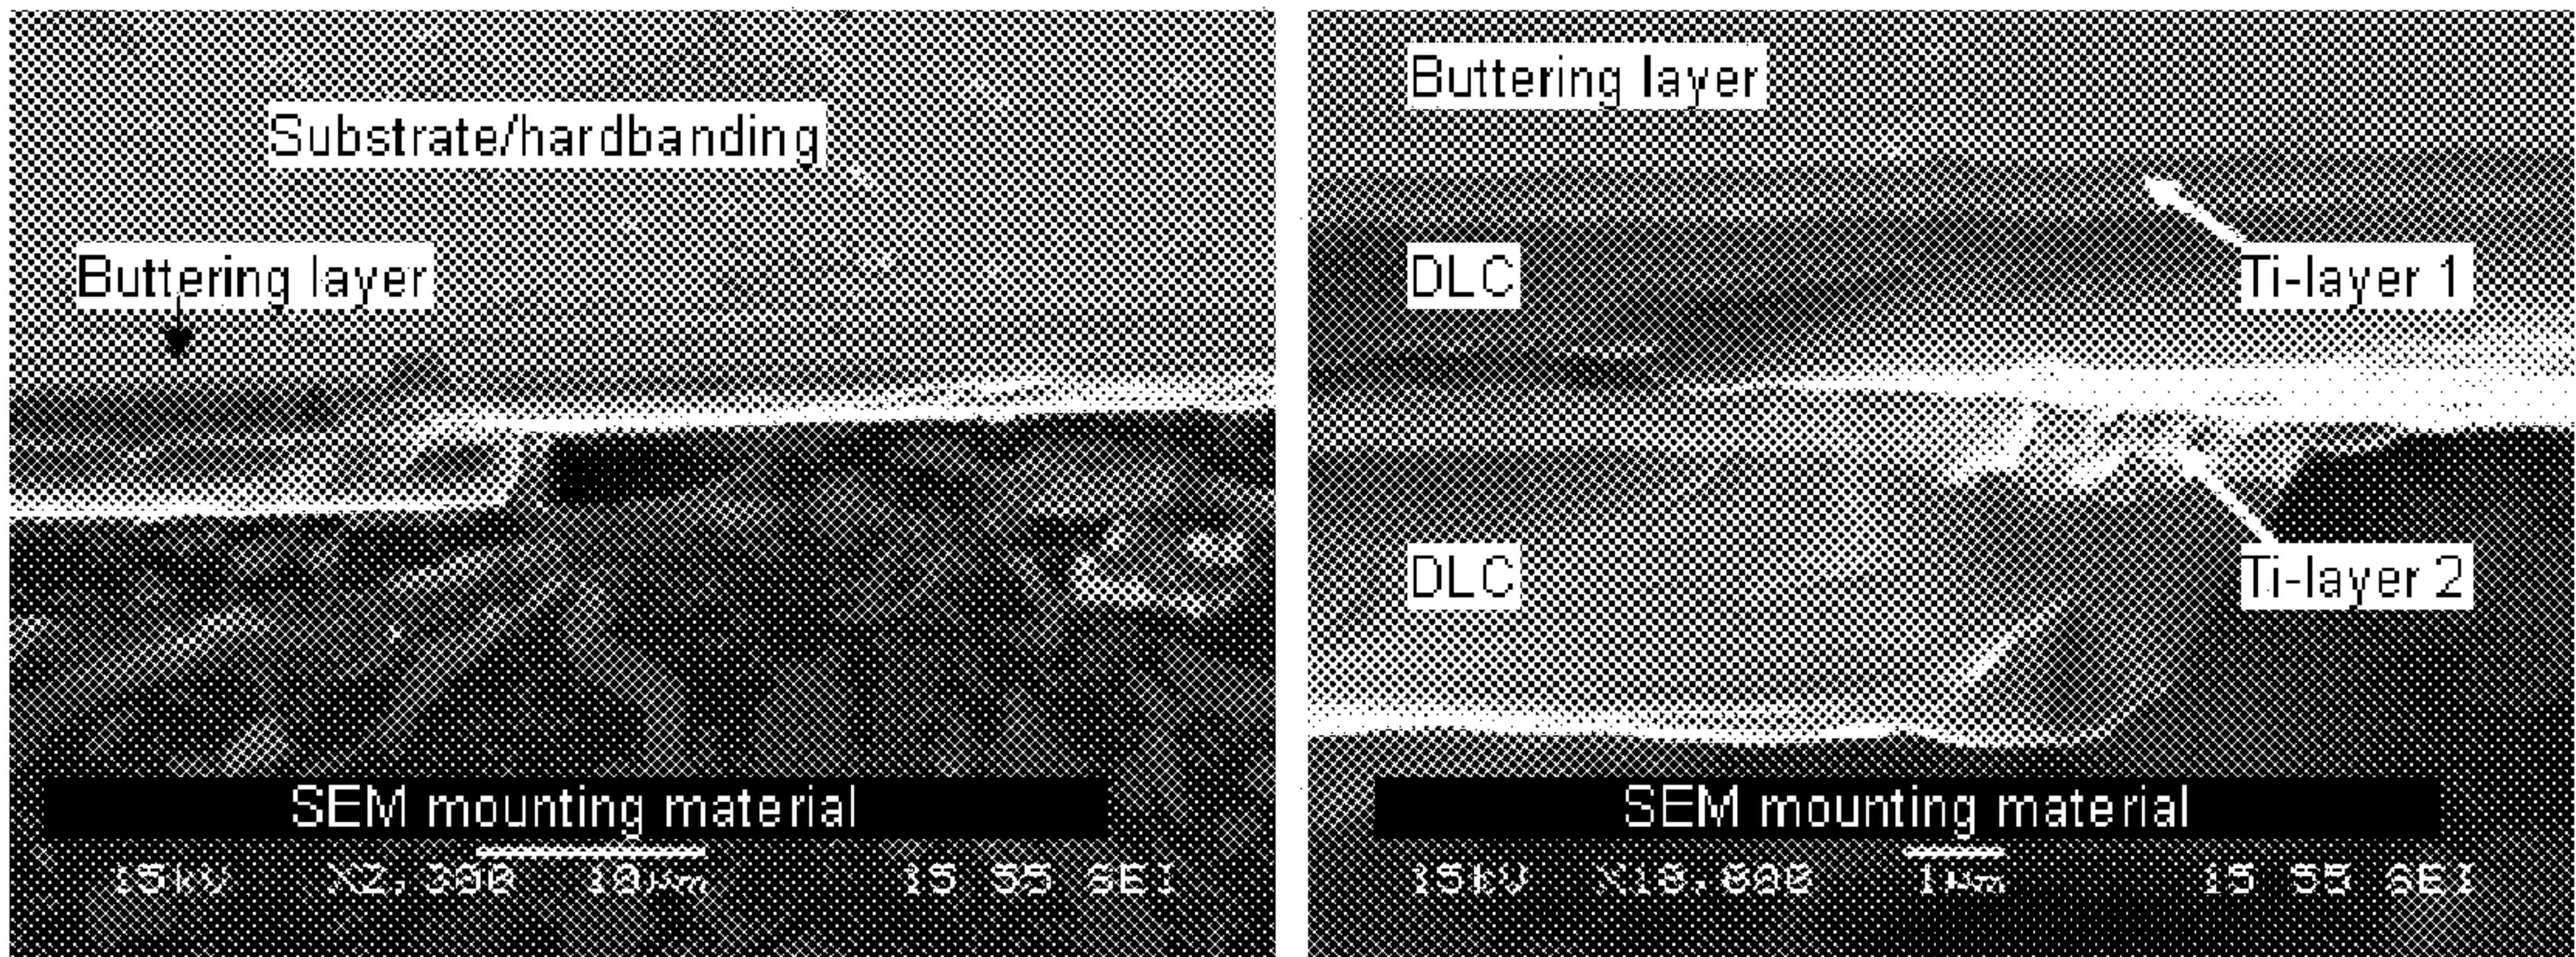 Substrate/hardbanding
Buttering layer
SEM mounting material
15kV X2,300 10µm 15 55 SEI
Buttering layer
DLC
Ti-layer 1
DLC
Ti-layer 2
SEM mounting material
15kV 1µm 15 55 SEI